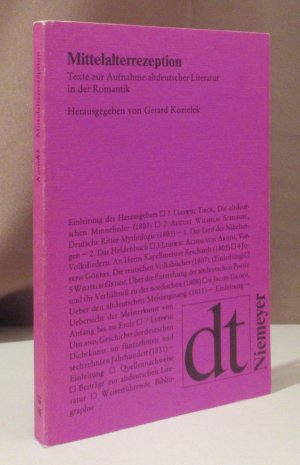 Mittelalterrezeption
Texte zur Aufnahme altdeutscher Literatur
in der Romantik
Herausgegeben von Gerard Koziełek
Einleitung des Herausgebers □ 1 Ludwig Tieck, Die altdeut-
schen Minnelieder (1803) □ 2 August Wilhelm Schlegel,
Deutsche Ritter-Mythologie (1803) – 1. Das Lied der Nibelun-
gen – 2. Das Heldenbuch □ 3 Ludwig Achim von Arnim, Von
Volksliedern. An Herrn Kapellmeister Reichardt (1805) □ 4 Jo-
seph Görres, Die teutschen Volksbücher (1807) (Einleitung) □
5 Wilhelm Grimm, Über die Entstehung der altdeutschen Poesie
und ihr Verhältniß zu der nordischen (1808) □ 6 Jacob Grimm,
Ueber den altdeutschen Meistergesang (1811) – Einleitung –
Uebersicht der Meisterkunst von
Anfang bis zu Ende □ 7 Ludwig
Uhland, Geschichte der deutschen
Dichtkunst im fünfzehnten und
sechzehnten Jahrhundert (1831) –
Einleitung □ Quellennachweise
□ Beiträge zur altdeutschen Lite-
ratur □ Weiterführende Biblio-
graphie
dt
Niemeyer
Mittelalterrezeption